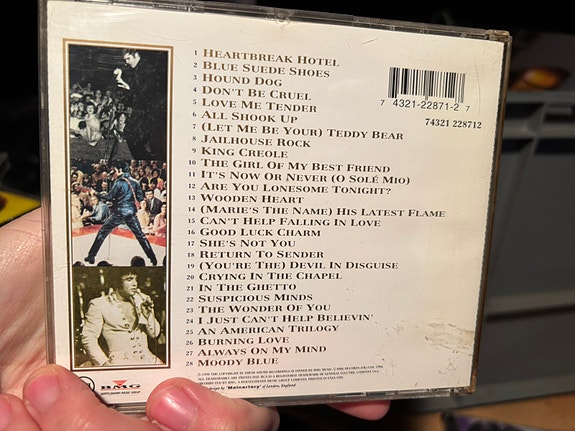 1 HEARTBREAK HOTEL
2 BLUE SUEDE SHOES
3 HOUND DOG
4 DON'T BE CRUEL
5 LOVE ME TENDER
6 ALL SHOOK UP
7 (LET ME BE YOUR) TEDDY BEAR
8 JAILHOUSE ROCK
9 KING CREOLE
10 THE GIRL OF MY BEST FRIEND
11 IT'S NOW OR NEVER (O SOLÉ MIO)
12 ARE YOU LONESOME TONIGHT?
13 WOODEN HEART
14 (MARIE'S THE NAME) HIS LATEST FLAME
15 CAN'T HELP FALLING IN LOVE
16 GOOD LUCK CHARM
17 SHE'S NOT YOU
18 RETURN TO SENDER
19 (YOU'RE THE) DEVIL IN DISGUISE
20 CRYING IN THE CHAPEL
21 IN THE GHETTO
22 SUSPICIOUS MINDS
23 THE WONDER OF YOU
24 I JUST CAN'T HELP BELIEVIN'
25 AN AMERICAN TRILOGY
26 BURNING LOVE
27 ALWAYS ON MY MIND
28 MOODY BLUE
7 4321-22871-2 7
74321 228712
BMG